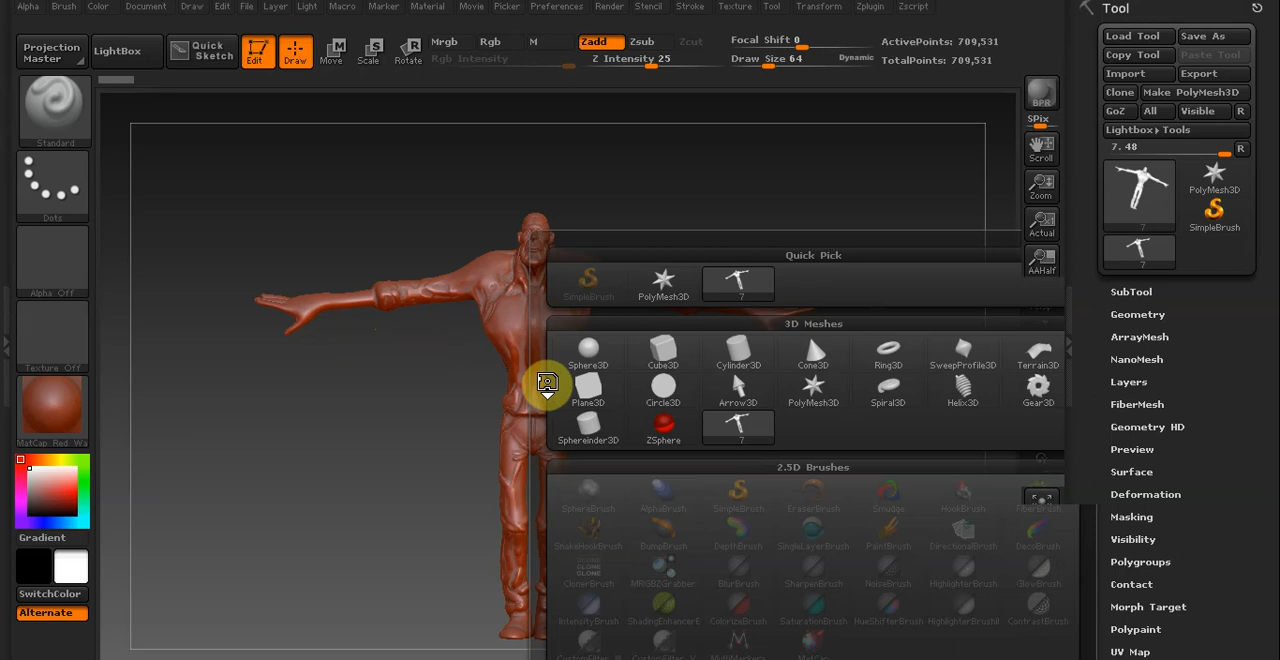 Alpha Brush Color Document Draw Edit File Layer Light Macro Marker Material Movie Picker Preferences Render Stencil Stroke Texture Tool Transform Zplugin Zscript
Projection Master
LightBox
Quick Sketch
Edit
Draw
Move
Scale
Rotate
Mrgb Rgb M
Rgb Intensity
Zadd Zsub Zcut
Z Intensity 25
Focal Shift 0
Draw Size 64
Dynamic
ActivePoints: 709,531
TotalPoints: 709,531
Standard
Dots
Alpha Off
Texture Off
MatCap Red Wa
Gradient
SwitchColor
Alternate
BPR
SPix
Scroll
Zoom
Actual
AAHalf
Quick Pick
SimpleBrush PolyMesh3D 7
3D Meshes
Sphere3D Cube3D Cylinder3D Cone3D Ring3D SweepProfile3D Terrain3D
Plane3D Circle3D Arrow3D PolyMesh3D Spiral3D Helix3D Gear3D
Sphereinder3D ZSphere 7
2.5D Brushes
SphereBrush AlphaBrush SimpleBrush EraserBrush Smudge HookBrush FiberBrush
SnakeHookBrush BumpBrush DepthBrush SingleLayerBrush PaintBrush DirectionalBrush DecoBrush
CLONE CLONE CLONE
ClonerBrush MRGBZGrabber BlurBrush SharpenBrush NoiseBrush HighlighterBrush GlowBrush
IntensityBrush ShadingEnhancerE ColorizeBrush SaturationBrush HueShifterBrush HighlighterBrushII ContrastBrush
Tool
Load Tool Save As
Copy Tool Paste Tool
Import Export
Clone Make PolyMesh3D
GoZ All Visible R
Lightbox▸Tools
7. 48 R
7
PolyMesh3D
SimpleBrush
7
SubTool
Geometry
ArrayMesh
NanoMesh
Layers
FiberMesh
Geometry HD
Preview
Surface
Deformation
Masking
Visibility
Polygroups
Contact
Morph Target
Polypaint
UV Map